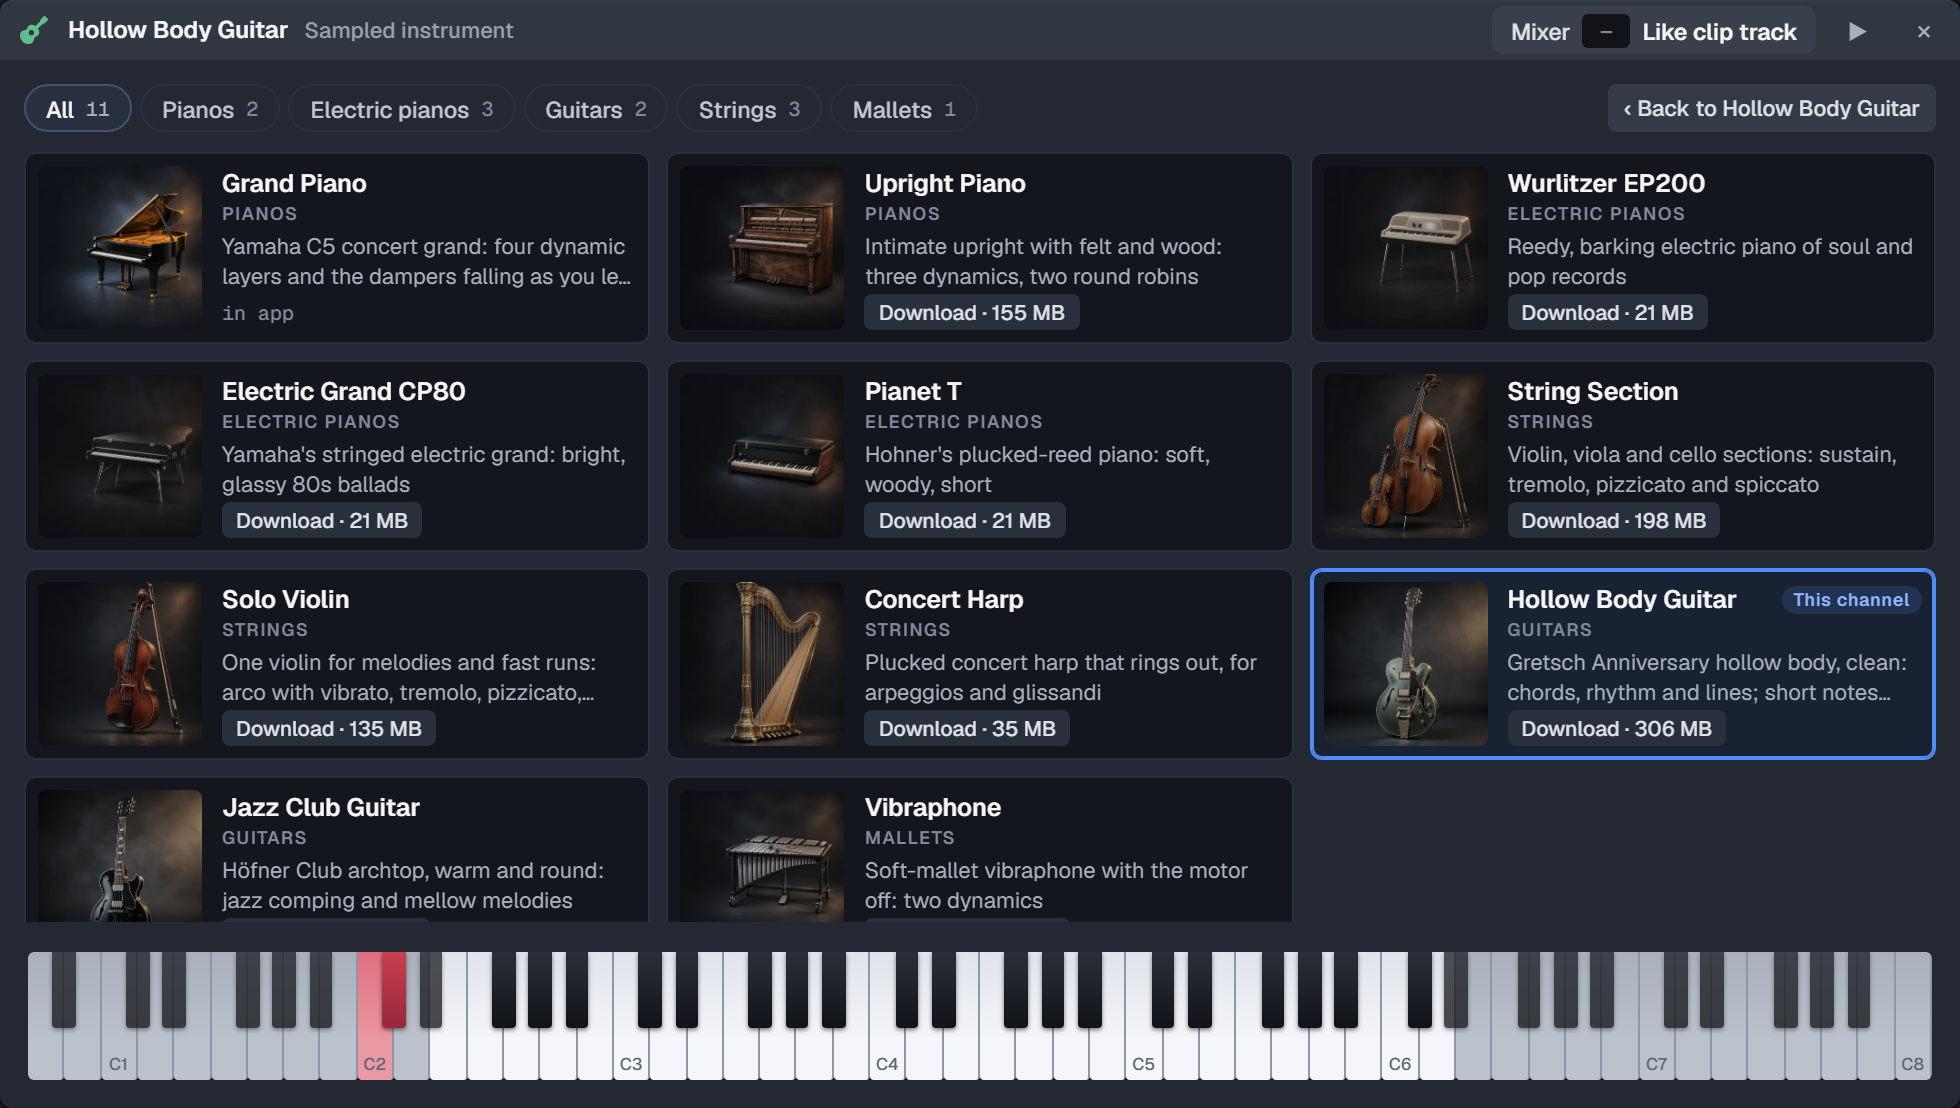 Hollow Body Guitar Sampled instrument Mixer – Like clip track
All 11 Pianos 2 Electric pianos 3 Guitars 2 Strings 3 Mallets 1 ‹ Back to Hollow Body Guitar
Grand Piano
PIANOS
Yamaha C5 concert grand: four dynamic
layers and the dampers falling as you le…
in app
Upright Piano
PIANOS
Intimate upright with felt and wood:
three dynamics, two round robins
Download · 155 MB
Wurlitzer EP200
ELECTRIC PIANOS
Reedy, barking electric piano of soul and
pop records
Download · 21 MB
Electric Grand CP80
ELECTRIC PIANOS
Yamaha's stringed electric grand: bright,
glassy 80s ballads
Download · 21 MB
Pianet T
ELECTRIC PIANOS
Hohner's plucked-reed piano: soft,
woody, short
Download · 21 MB
String Section
STRINGS
Violin, viola and cello sections: sustain,
tremolo, pizzicato and spiccato
Download · 198 MB
Solo Violin
STRINGS
One violin for melodies and fast runs:
arco with vibrato, tremolo, pizzicato,…
Download · 135 MB
Concert Harp
STRINGS
Plucked concert harp that rings out, for
arpeggios and glissandi
Download · 35 MB
Hollow Body Guitar This channel
GUITARS
Gretsch Anniversary hollow body, clean:
chords, rhythm and lines; short notes…
Download · 306 MB
Jazz Club Guitar
GUITARS
Höfner Club archtop, warm and round:
jazz comping and mellow melodies
Vibraphone
MALLETS
Soft-mallet vibraphone with the motor
off: two dynamics
C1 C2 C3 C4 C5 C6 C7 C8